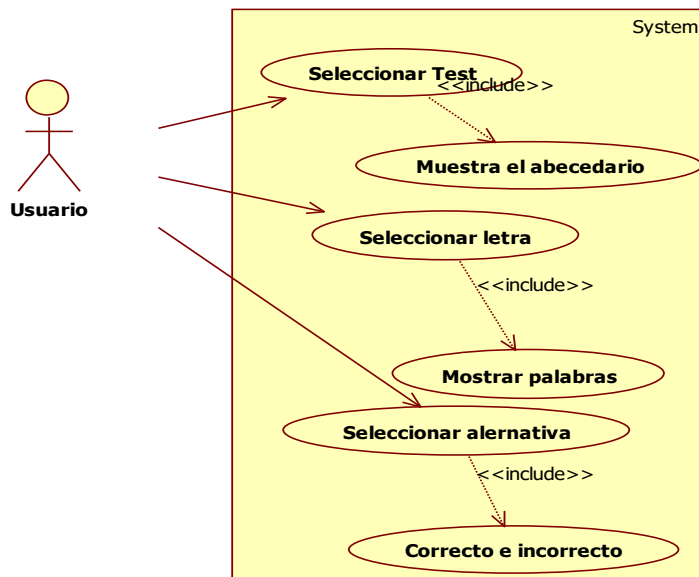 System
Seleccionar Test
<<include>>
Muestra el abecedario
Usuario
Seleccionar letra
<<include>>
Mostrar palabras
Seleccionar alernativa
<<include>>
Correcto e incorrecto